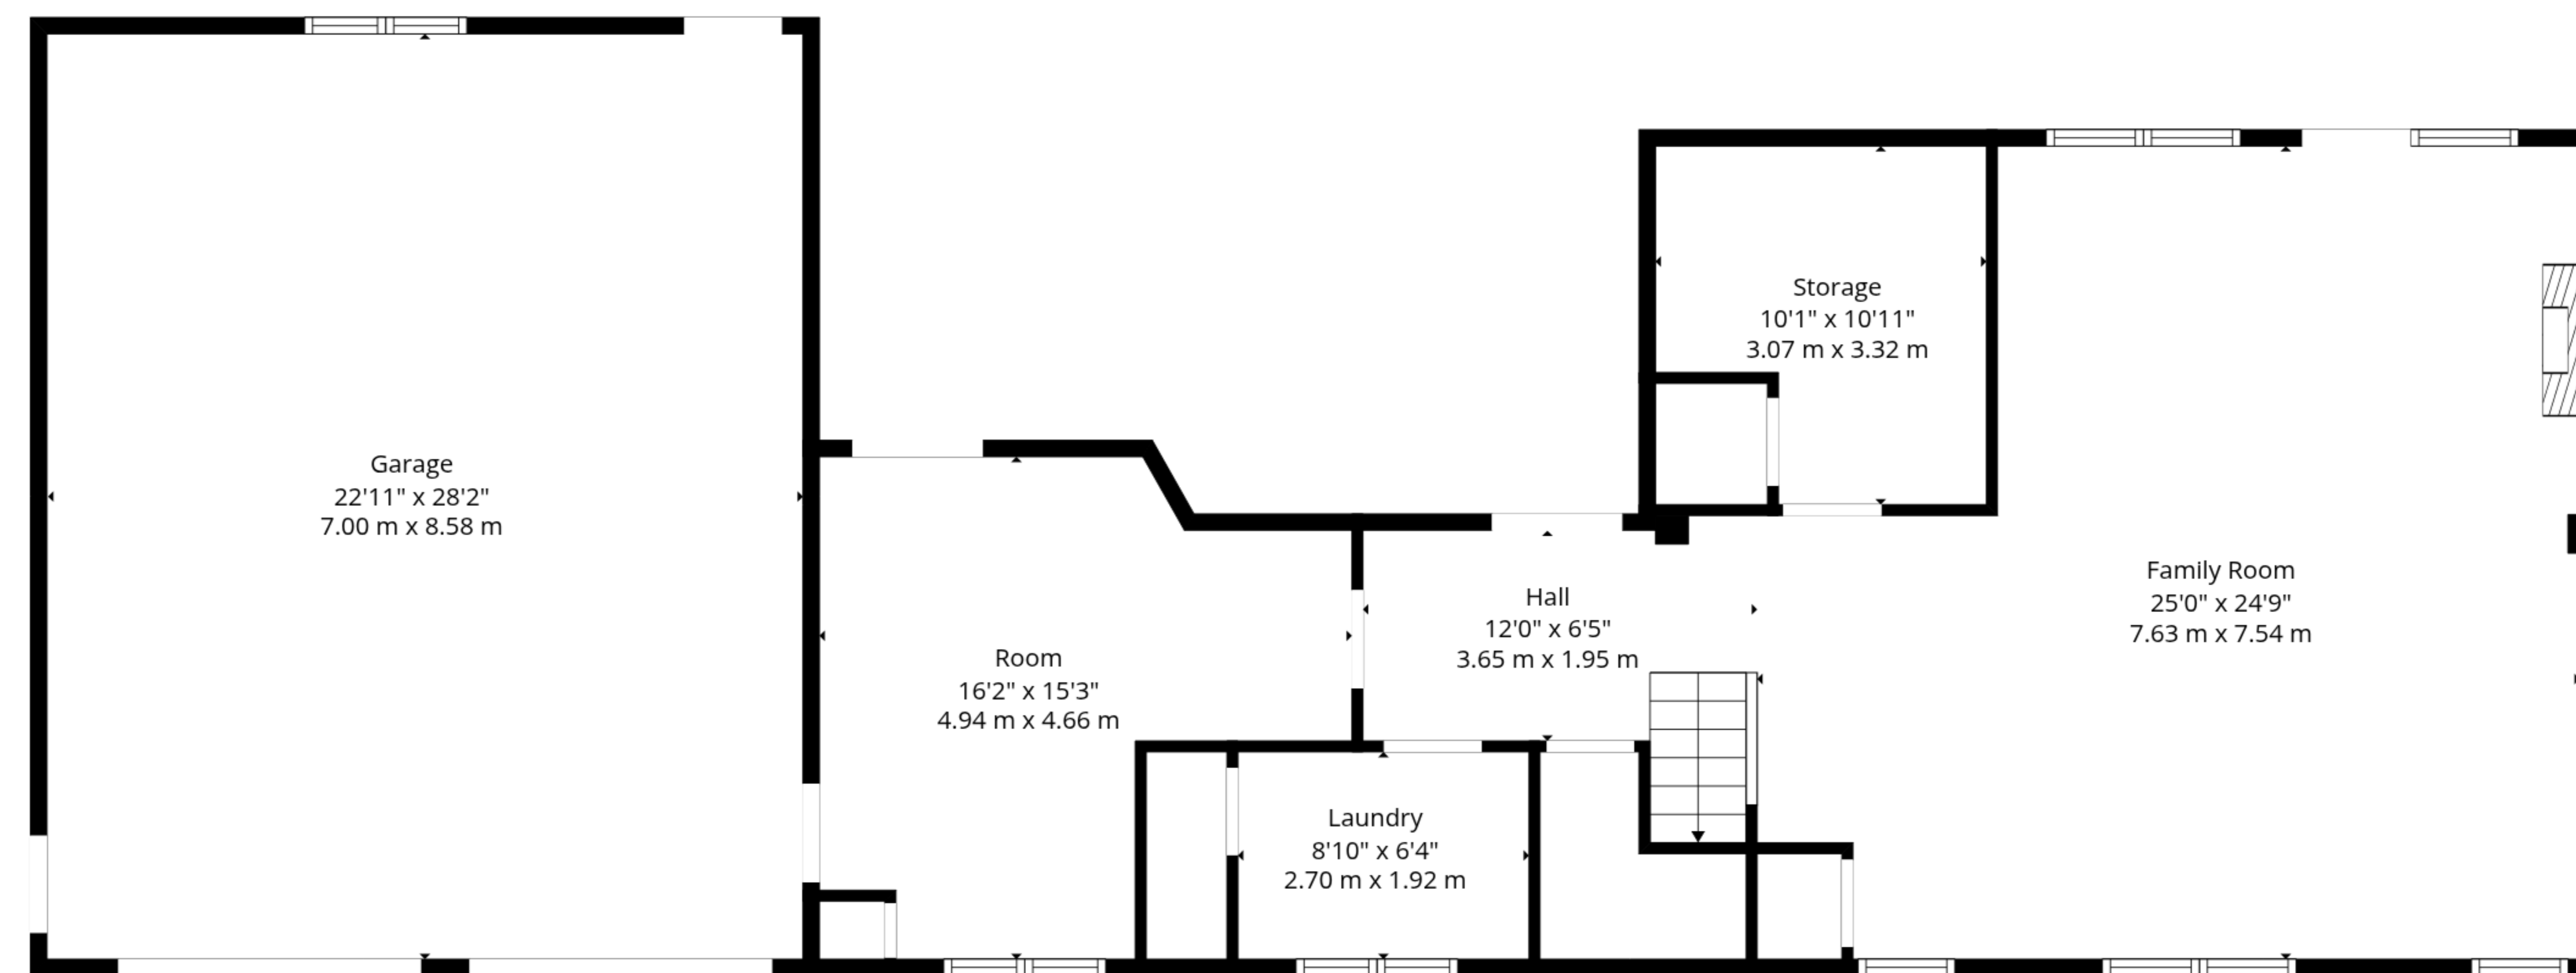 Garage
22'11" x 28'2"
7.00 m x 8.58 m
Room
16'2" x 15'3"
4.94 m x 4.66 m
Hall
12'0" x 6'5"
3.65 m x 1.95 m
Laundry
8'10" x 6'4"
2.70 m x 1.92 m
Storage
10'1" x 10'11"
3.07 m x 3.32 m
Family Room
25'0" x 24'9"
7.63 m x 7.54 m